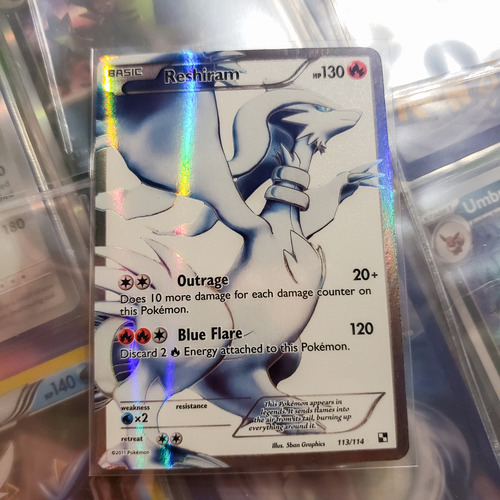 BASIC
Reshiram
HP130
Outrage 20+
Does 10 more damage for each damage counter on
this Pokémon.
Blue Flare 120
Discard 2 Energy attached to this Pokémon.
weakness resistance
×2
retreat
This Pokémon appears in
legends. It sends flames into
the air from its tail, burning up
everything around it.
Illus. 5ban Graphics 113/114
©2011 Pokémon
180
HP140
Umb